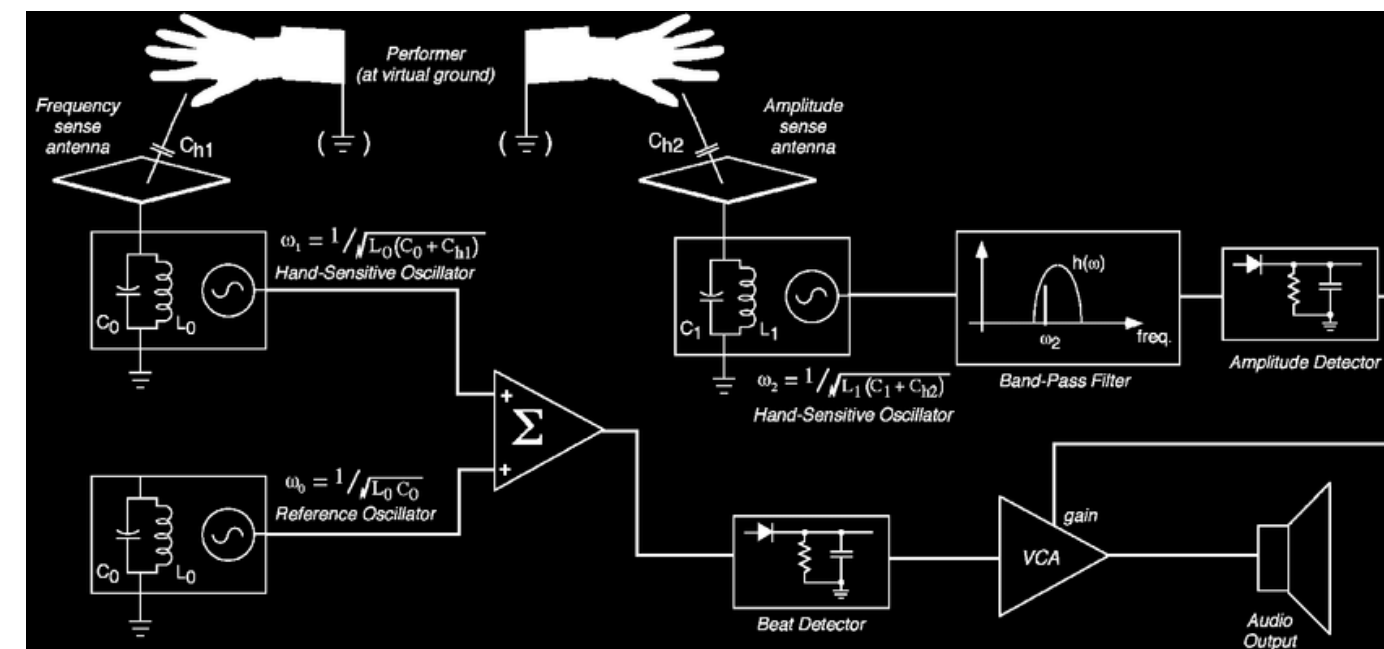 Performer
(at virtual ground)
Frequency
sense
antenna
Amplitude
sense
antenna
Ch1
( )
( )
Ch2
ω₁ = 1/√L₀(C₀ + Ch1)
Hand-Sensitive Oscillator
C₀
L₀
C₁
L₁
h(ω)
ω₂
freq.
Band-Pass Filter
Amplitude Detector
ω₂ = 1/√L₁(C₁ + Ch2)
Hand-Sensitive Oscillator
+
Σ
+
ω₀ = 1/√L₀ C₀
Reference Oscillator
C₀
L₀
Beat Detector
gain
VCA
Audio
Output